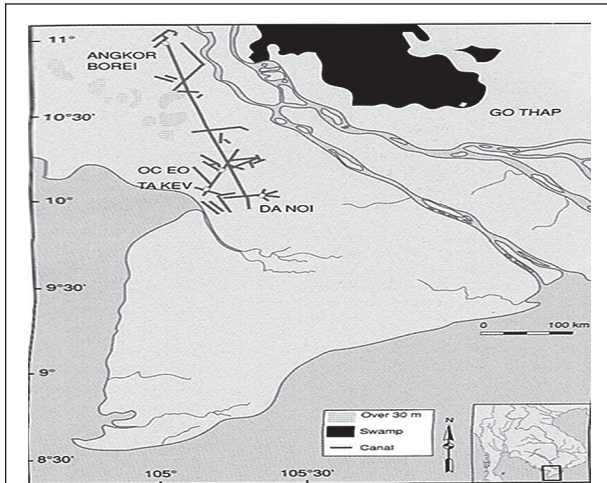 11°
ANGKOR
BOREI
10°30'
GO THAP
OC EO
TA KEV
10°
DA NOI
9°30'
0 100 km
9°
Over 30 m
Swamp
Canal
N
8°30'
105° 105°30'